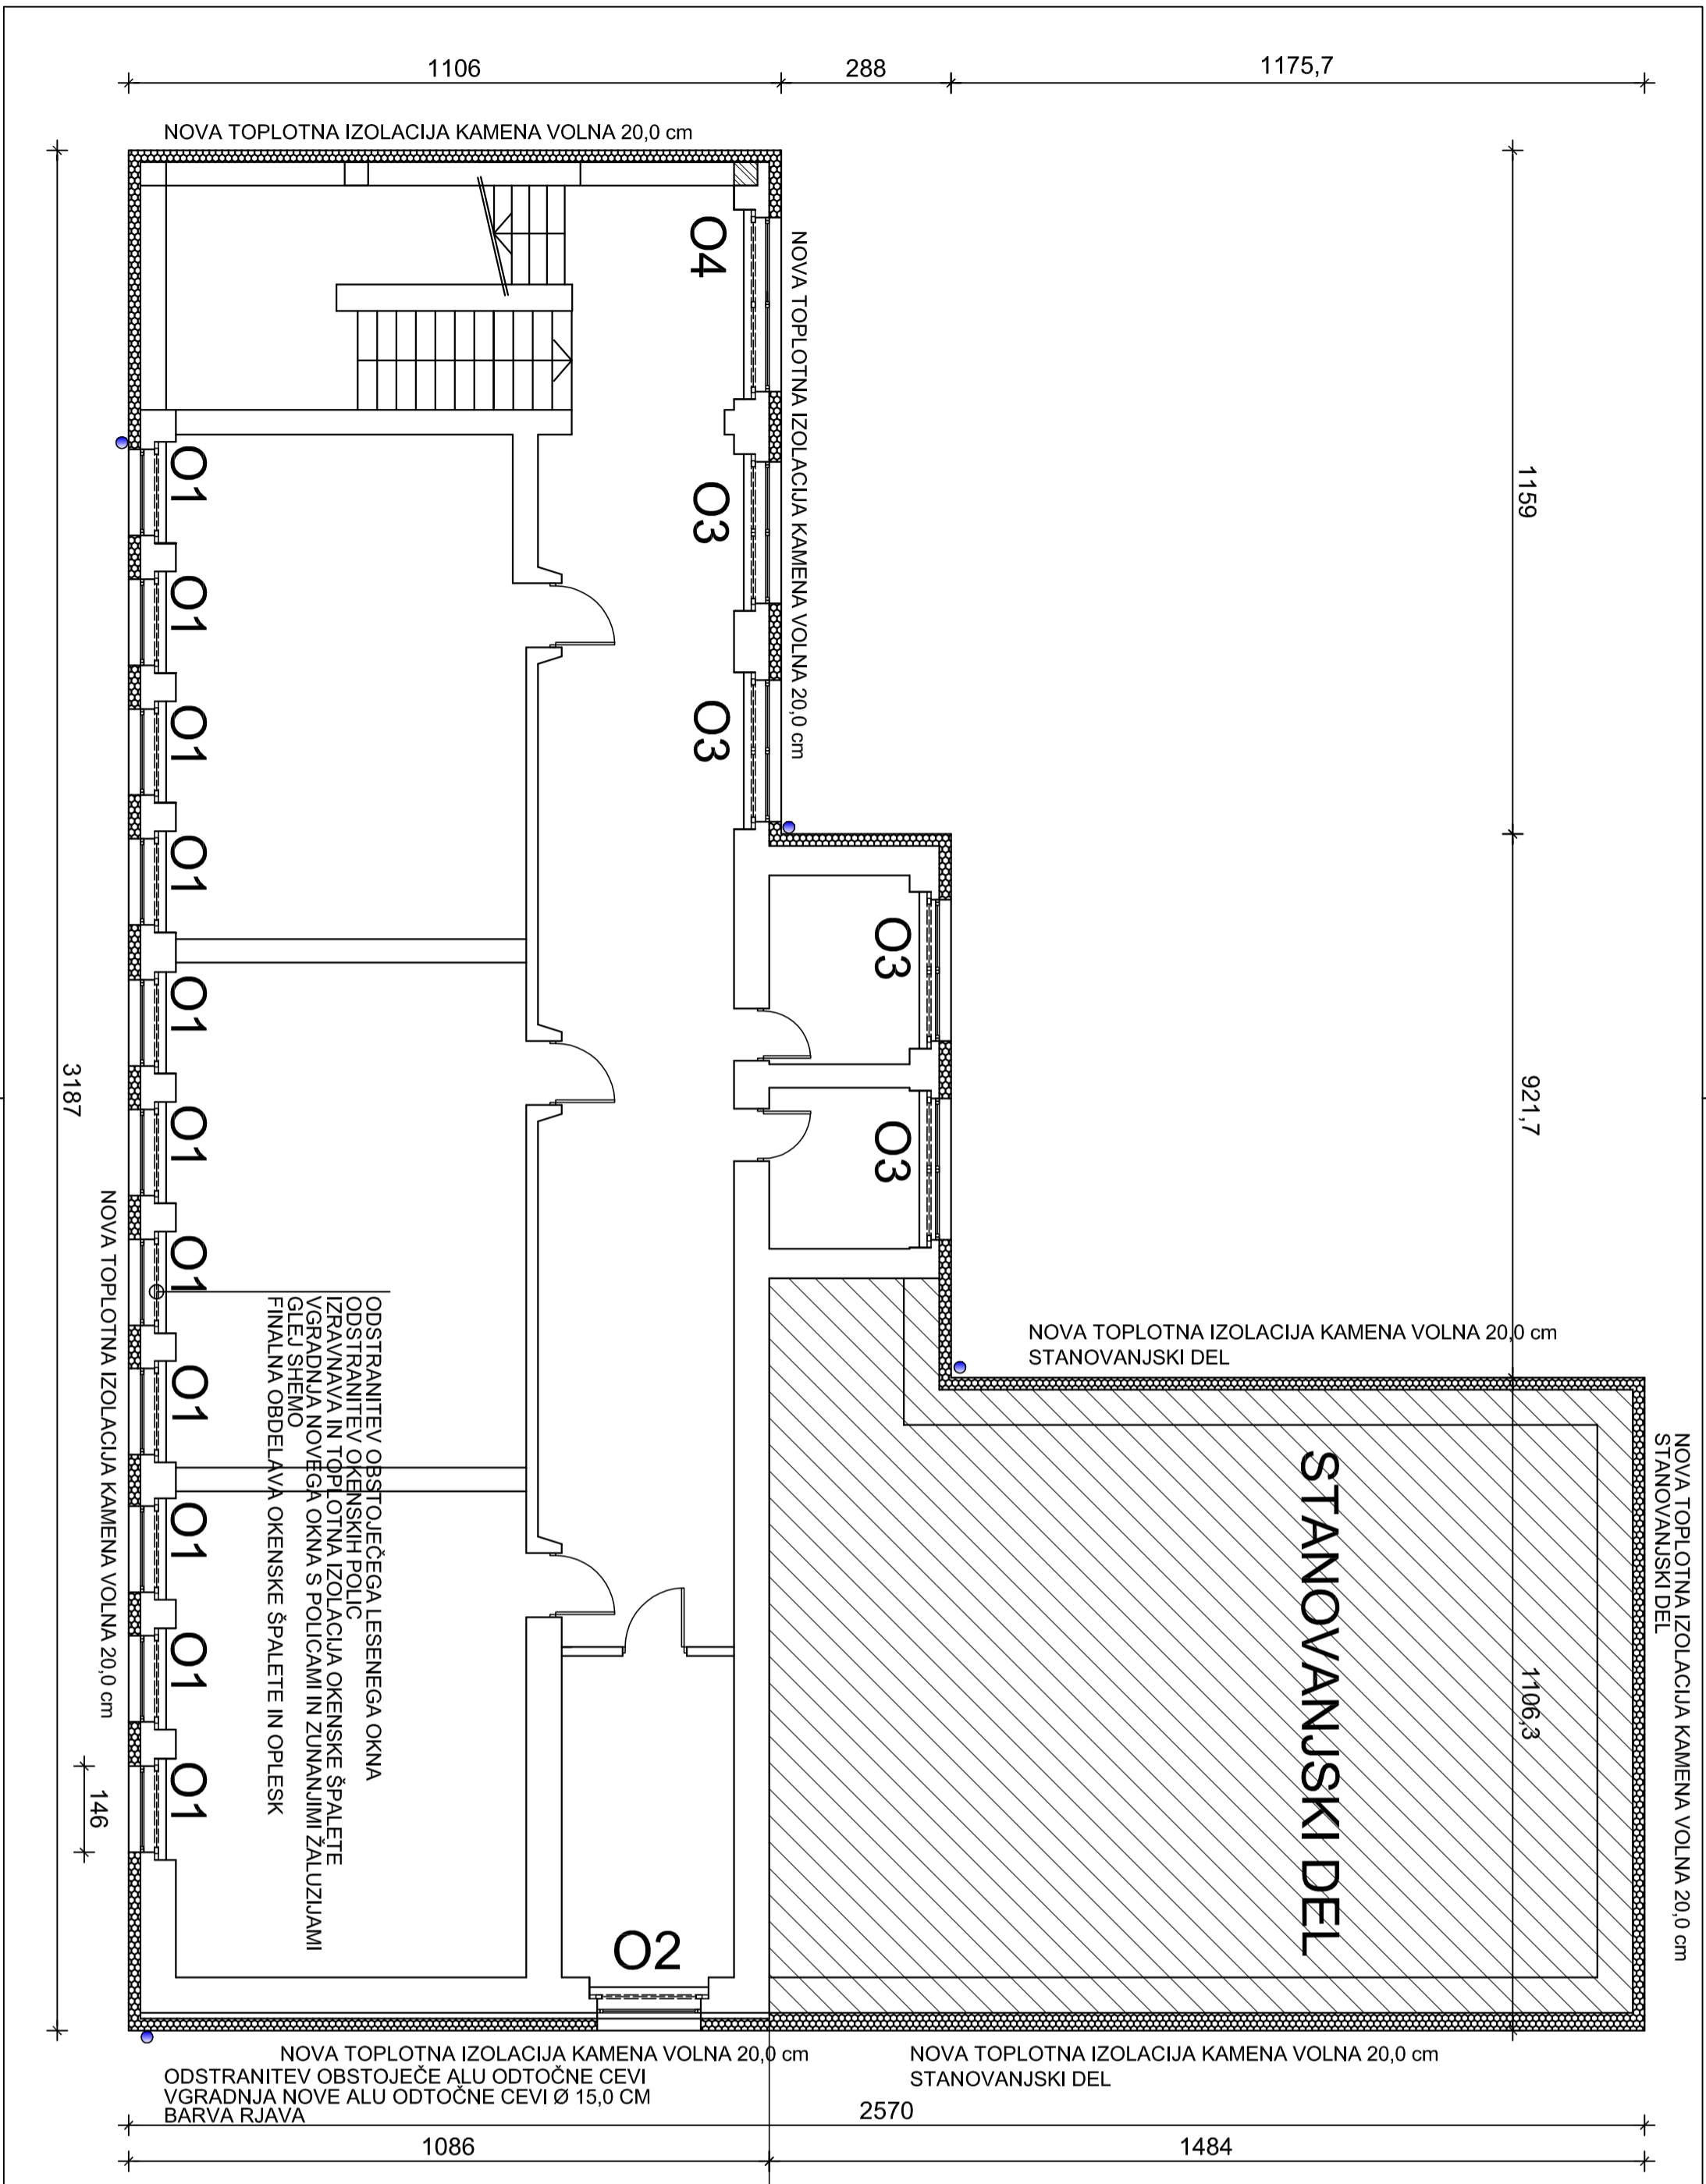 1106
288
1175,7
NOVA TOPLOTNA IZOLACIJA KAMENA VOLNA 20,0 cm
O4
NOVA TOPLOTNA IZOLACIJA KAMENA VOLNA 20,0 cm
1159
O1
O3
O1
O3
O1
O1
O3
921,7
O1
3187
O1
O3
O1
NOVA TOPLOTNA IZOLACIJA KAMENA VOLNA 20,0 cm
ODSTRANITEV OBSTOJEČEGA LESENEGA OKNA
ODSTRANITEV OKENSKIH POLIC
IZRAVNAVA IN TOPLOTNA IZOLACIJA OKENSKE ŠPALETE
VGRADNJA NOVEGA OKNA S POLICAMI IN ZUNANJIMI ŽALUZIJAMI
GLEJ SHEMO
FINALNA OBDELAVA OKENSKE ŠPALETE IN OPLESK
NOVA TOPLOTNA IZOLACIJA KAMENA VOLNA 20,0 cm
STANOVANJSKI DEL
O1
NOVA TOPLOTNA IZOLACIJA KAMENA VOLNA 20,0 cm
STANOVANJSKI DEL
STANOVANJSKI DEL
1106,3
O1
O1
O1
146
O2
NOVA TOPLOTNA IZOLACIJA KAMENA VOLNA 20,0 cm
ODSTRANITEV OBSTOJEČE ALU ODTOČNE CEVI
VGRADNJA NOVE ALU ODTOČNE CEVI Ø 15,0 CM
BARVA RJAVA
NOVA TOPLOTNA IZOLACIJA KAMENA VOLNA 20,0 cm
STANOVANJSKI DEL
2570
1086
1484